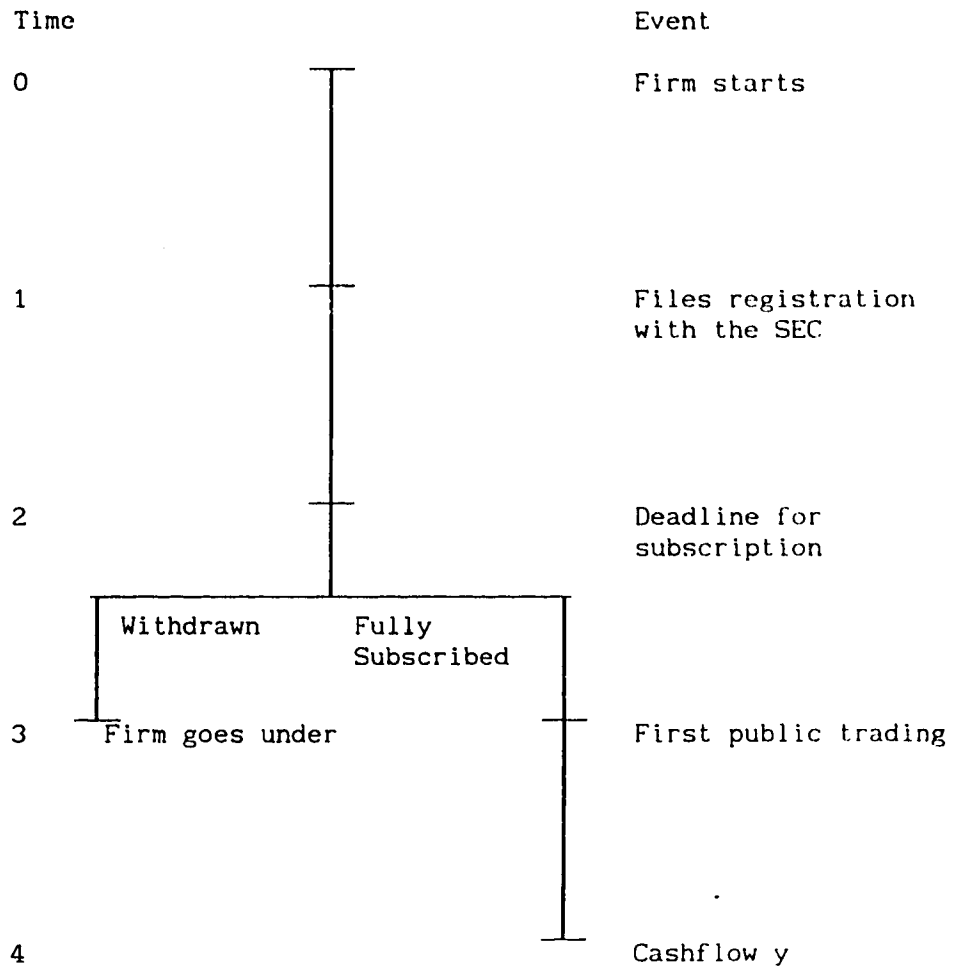 Time Event
0 Firm starts
1 Files registration
with the SEC
2 Deadline for
subscription
Withdrawn Fully
Subscribed
3 Firm goes under First public trading
4 Cashflow y